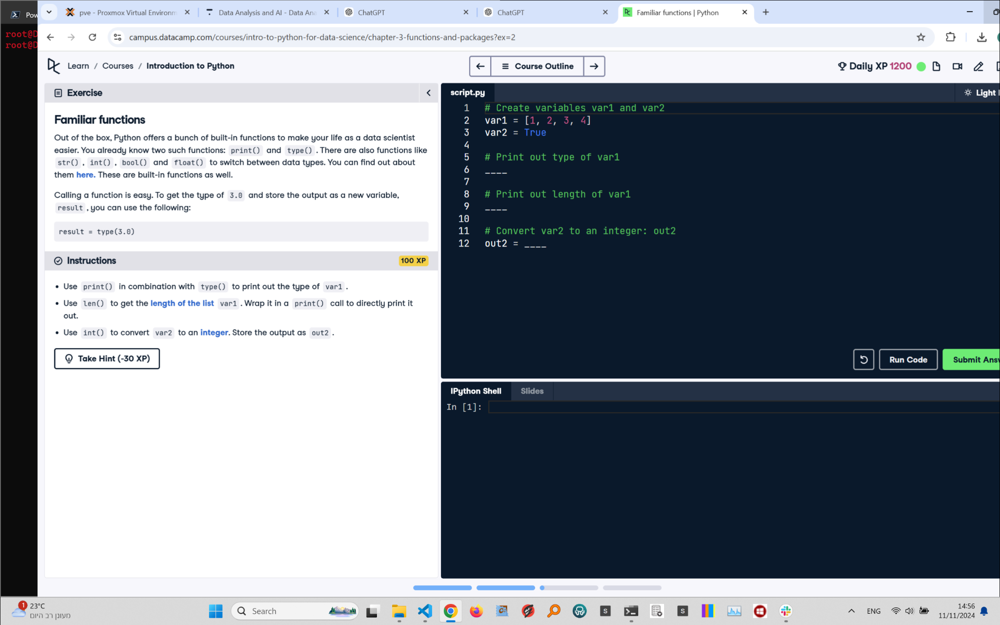 Pow
root@D
root@D
pve - Proxmox Virtual Environm
Data Analysis and AI - Data Ana
ChatGPT
ChatGPT
Familiar functions | Python
campus.datacamp.com/courses/intro-to-python-for-data-science/chapter-3-functions-and-packages?ex=2
Learn / Courses / Introduction to Python
Course Outline
Daily XP 1200
Exercise
Familiar functions
Out of the box, Python offers a bunch of built-in functions to make your life as a data scientist
easier. You already know two such functions: print() and type(). There are also functions like
str(), int(), bool() and float() to switch between data types. You can find out about
them here. These are built-in functions as well.
Calling a function is easy. To get the type of 3.0 and store the output as a new variable,
result, you can use the following:
result = type(3.0)
Instructions
100 XP
• Use print() in combination with type() to print out the type of var1.
• Use len() to get the length of the list var1. Wrap it in a print() call to directly print it
out.
• Use int() to convert var2 to an integer. Store the output as out2.
Take Hint (-30 XP)
script.py
Light
1 # Create variables var1 and var2
2 var1 = [1, 2, 3, 4]
3 var2 = True
4
5 # Print out type of var1
6 ____
7
8 # Print out length of var1
9 ____
10
11 # Convert var2 to an integer: out2
12 out2 = ____
Run Code
Submit Answ
IPython Shell
Slides
In [1]:
1
23°C
מעונן רב היום
Search
S
S
ENG
14:56
11/11/2024